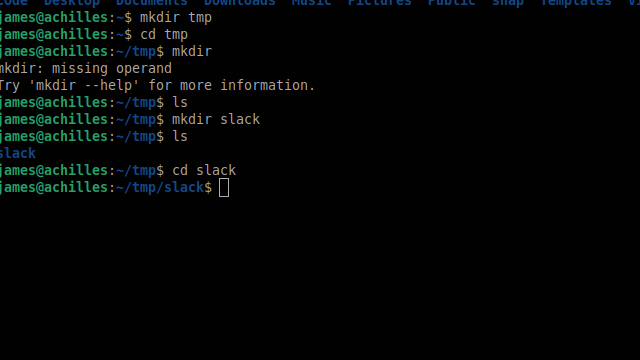 Code Desktop Documents Downloads Music Pictures Public snap Templates
james@achilles:~$ mkdir tmp
james@achilles:~$ cd tmp
james@achilles:~/tmp$ mkdir
mkdir: missing operand
Try 'mkdir --help' for more information.
james@achilles:~/tmp$ ls
james@achilles:~/tmp$ mkdir slack
james@achilles:~/tmp$ ls
slack
james@achilles:~/tmp$ cd slack
james@achilles:~/tmp/slack$